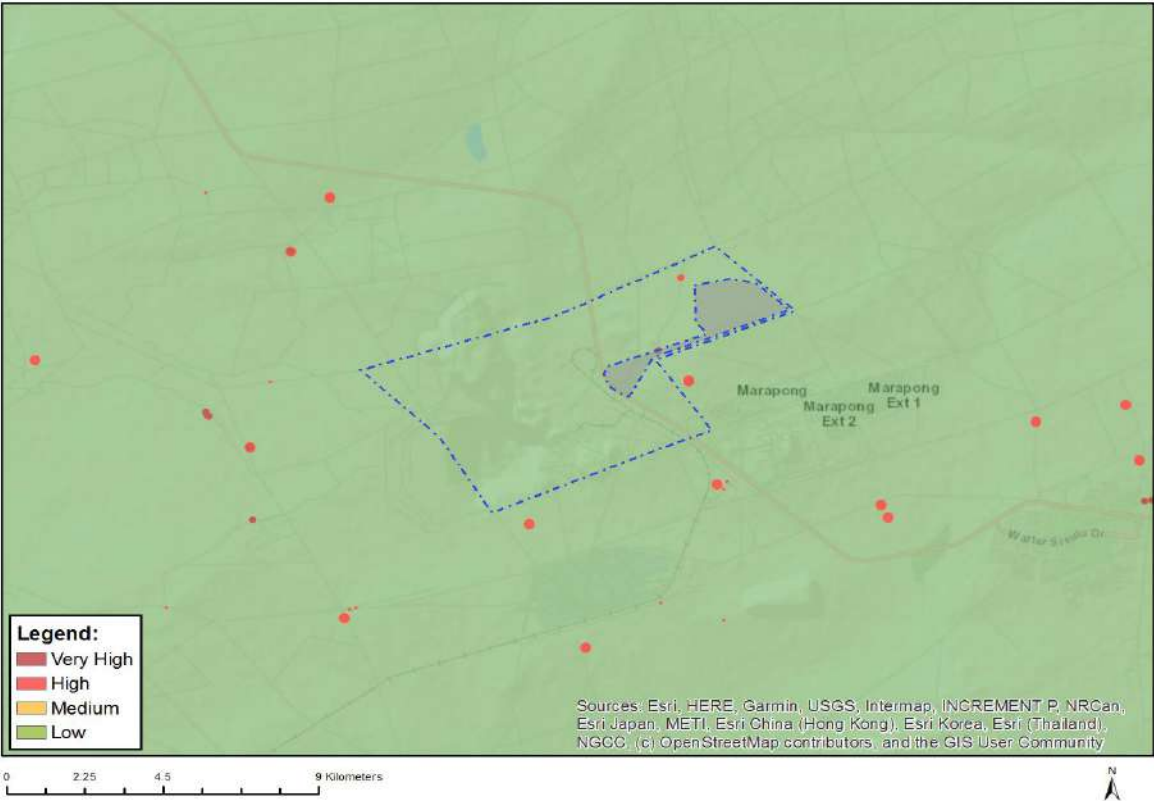 Marapong
Marapong
Ext 1
Marapong
Ext 2
Legend:
Very High
High
Medium
Low
Sources: Esri, HERE, Garmin, USGS, Intermap, INCREMENT P, NRCan,
Esri Japan, METI, Esri China (Hong Kong), Esri Korea, Esri (Thailand),
NGCC, (c) OpenStreetMap contributors, and the GIS User Community
0 2.25 4.5 9 Kilometers
N